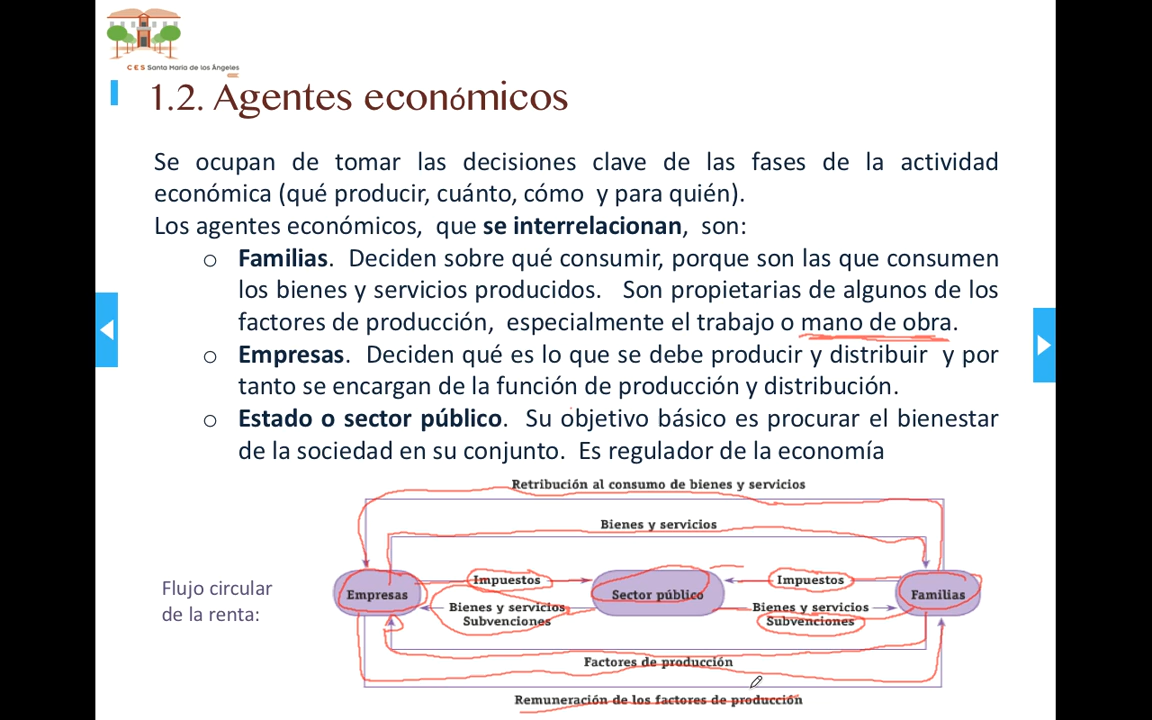 C E S Santa María de los Ángeles
1.2. Agentes económicos
Se ocupan de tomar las decisiones clave de las fases de la actividad
económica (qué producir, cuánto, cómo y para quién).
Los agentes económicos, que se interrelacionan, son:
o Familias. Deciden sobre qué consumir, porque son las que consumen
los bienes y servicios producidos. Son propietarias de algunos de los
factores de producción, especialmente el trabajo o mano de obra.
o Empresas. Deciden qué es lo que se debe producir y distribuir y por
tanto se encargan de la función de producción y distribución.
o Estado o sector público. Su objetivo básico es procurar el bienestar
de la sociedad en su conjunto. Es regulador de la economía
Retribución al consumo de bienes y servicios
Bienes y servicios
Flujo circular
de la renta:
Empresas
Impuestos
Bienes y servicios
Subvenciones
Sector público
Impuestos
Bienes y servicios
Subvenciones
Familias
Factores de producción
Remuneración de los factores de producción